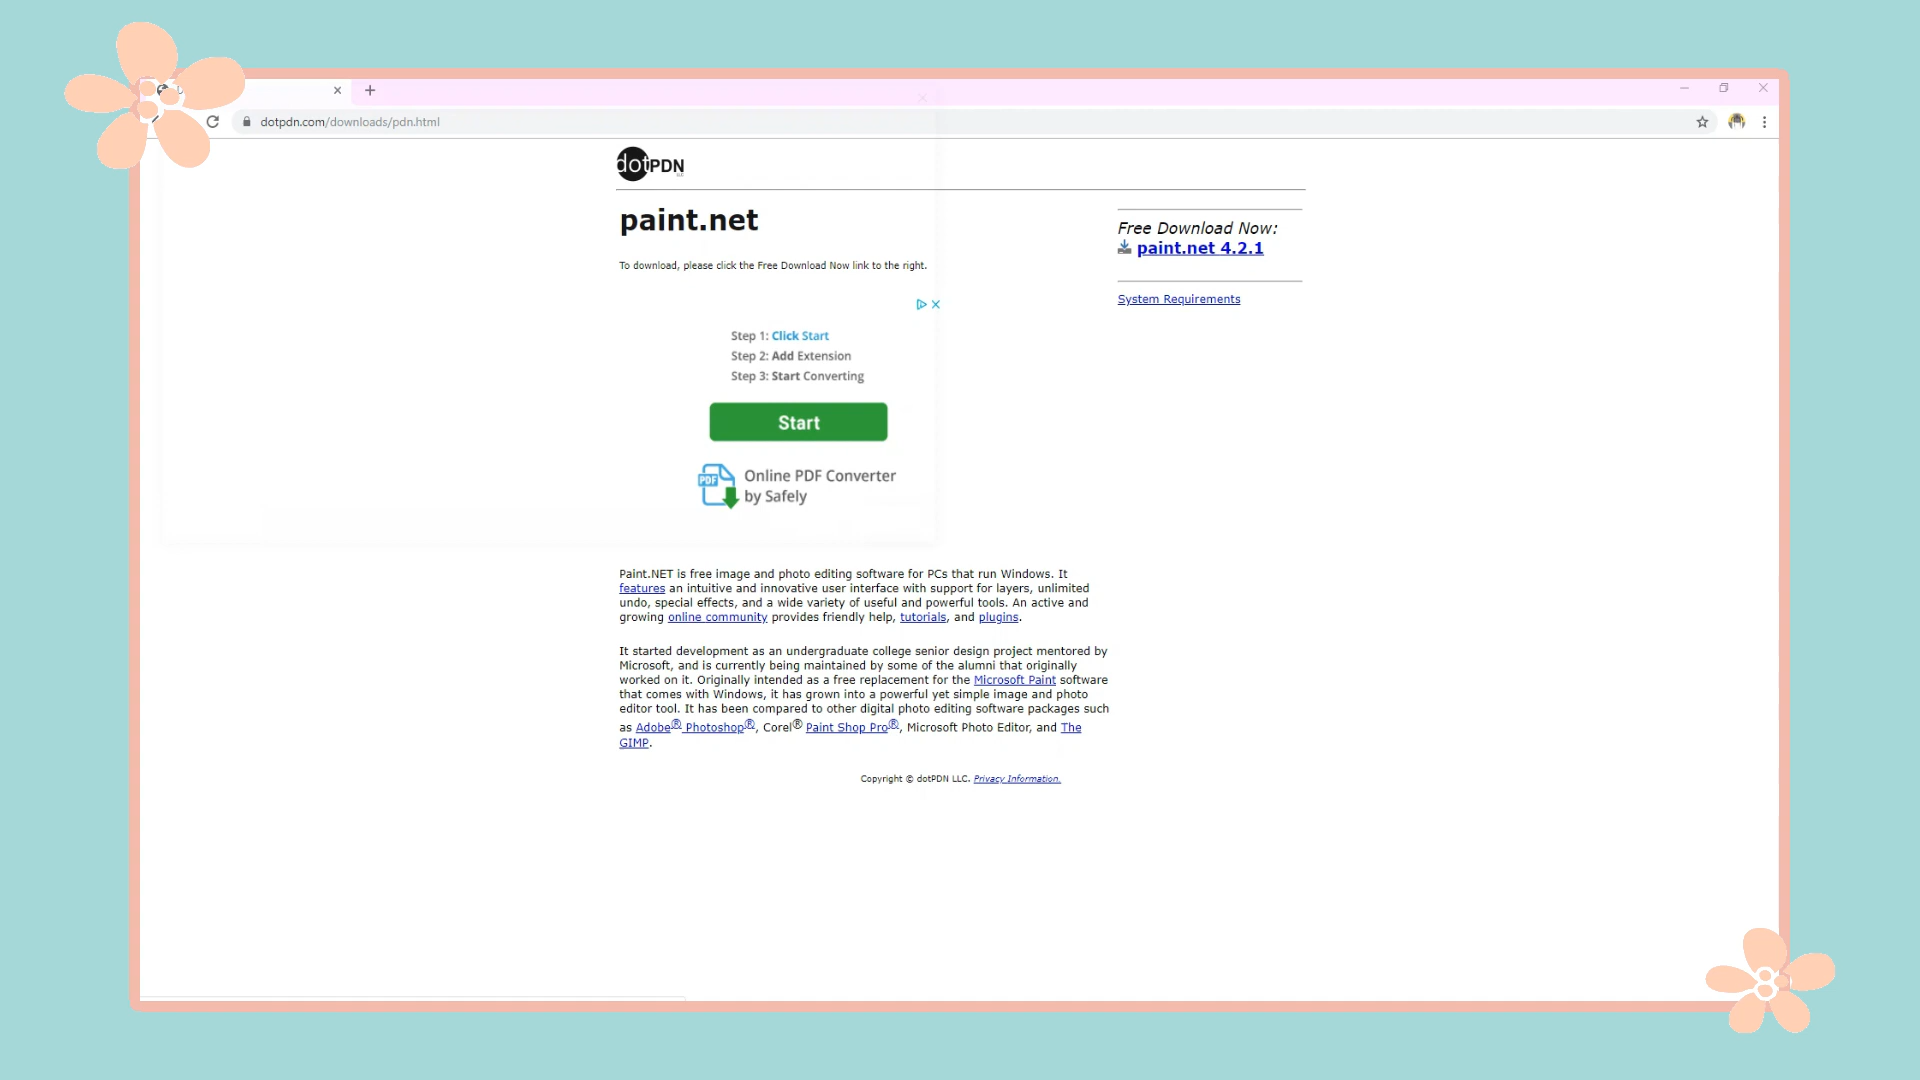 dotpdn.com/downloads/pdn.html
dotPDN
paint.net
To download, please click the Free Download Now link to the right.
Free Download Now:
paint.net 4.2.1
System Requirements
Step 1: Click Start
Step 2: Add Extension
Step 3: Start Converting
Start
PDF
Online PDF Converter
by Safely
Paint.NET is free image and photo editing software for PCs that run Windows. It
features an intuitive and innovative user interface with support for layers, unlimited
undo, special effects, and a wide variety of useful and powerful tools. An active and
growing online community provides friendly help, tutorials, and plugins.
It started development as an undergraduate college senior design project mentored by
Microsoft, and is currently being maintained by some of the alumni that originally
worked on it. Originally intended as a free replacement for the Microsoft Paint software
that comes with Windows, it has grown into a powerful yet simple image and photo
editor tool. It has been compared to other digital photo editing software packages such
as Adobe® Photoshop®, Corel® Paint Shop Pro®, Microsoft Photo Editor, and The
GIMP.
Copyright © dotPDN LLC. Privacy Information.